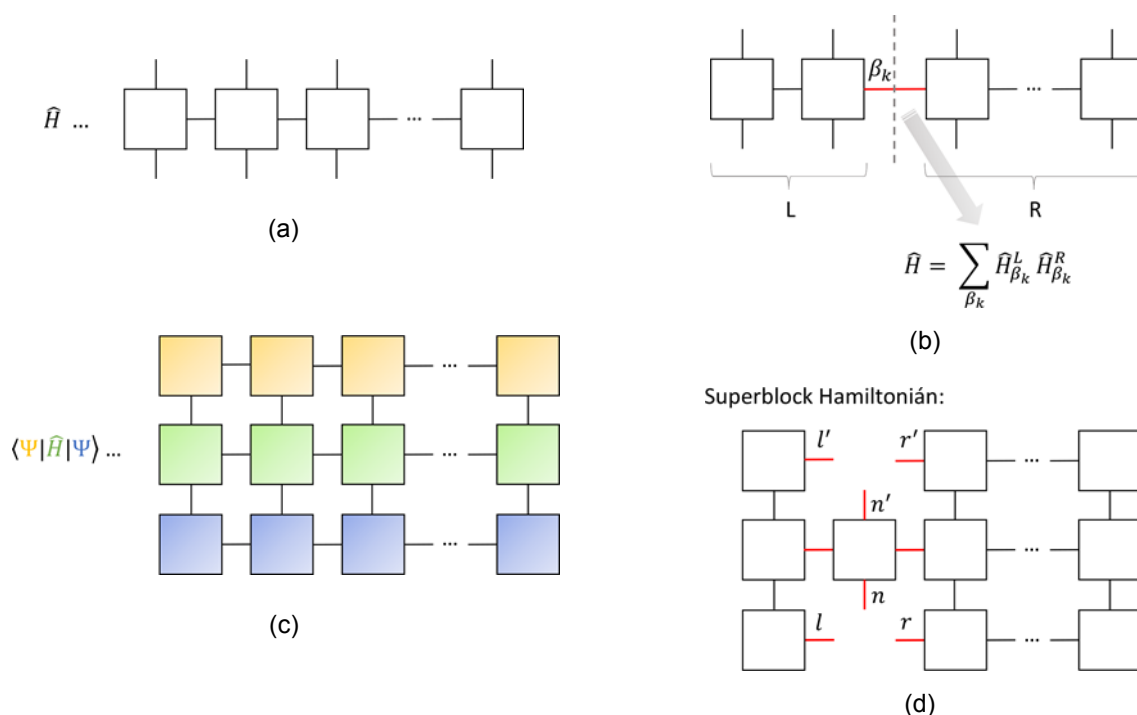 Ĥ ...
...
(a)
β_k
...
L
R
Ĥ = ∑_{β_k} Ĥ^L_{β_k} Ĥ^R_{β_k}
(b)
...
⟨Ψ|Ĥ|Ψ⟩ ...
...
...
(c)
Superblock Hamiltonián:
l′ r′
...
n′
...
n
l r
...
(d)